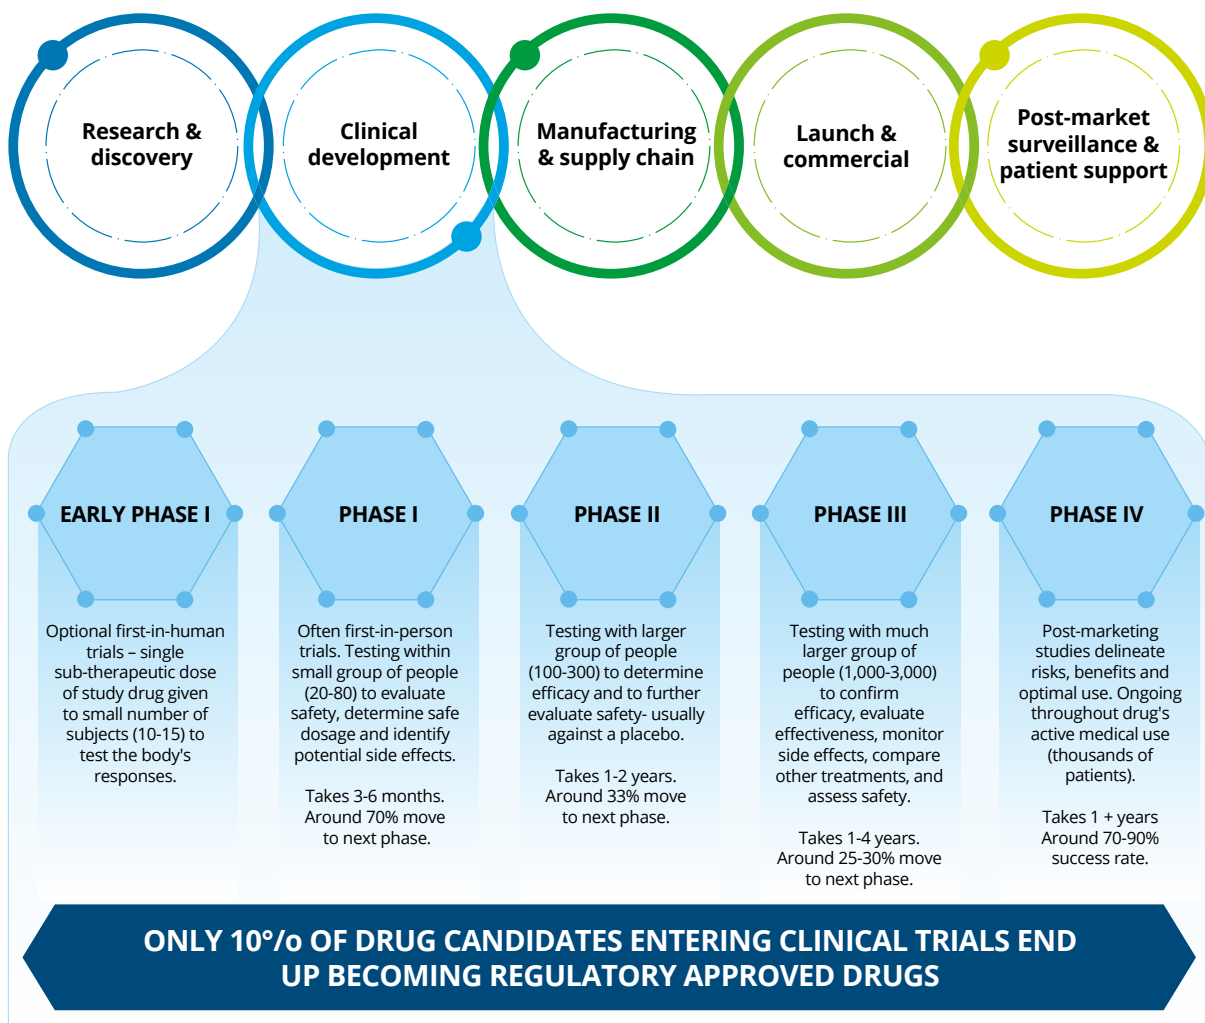 Research &
discovery
Clinical
development
Manufacturing
& supply chain
Launch &
commercial
Post-market
surveillance &
patient support
EARLY PHASE I
Optional first-in-human
trials – single
sub-therapeutic dose
of study drug given
to small number of
subjects (10-15) to
test the body's
responses.
PHASE I
Often first-in-person
trials. Testing within
small group of people
(20-80) to evaluate
safety, determine safe
dosage and identify
potential side effects.
Takes 3-6 months.
Around 70% move
to next phase.
PHASE II
Testing with larger
group of people
(100-300) to determine
efficacy and to further
evaluate safety- usually
against a placebo.
Takes 1-2 years.
Around 33% move
to next phase.
PHASE III
Testing with much
larger group of
people (1,000-3,000)
to confirm
efficacy, evaluate
effectiveness, monitor
side effects, compare
other treatments, and
assess safety.
Takes 1-4 years.
Around 25-30% move
to next phase.
PHASE IV
Post-marketing
studies delineate
risks, benefits and
optimal use. Ongoing
throughout drug's
active medical use
(thousands of
patients).
Takes 1 + years
Around 70-90%
success rate.
ONLY 10°/o OF DRUG CANDIDATES ENTERING CLINICAL TRIALS END
UP BECOMING REGULATORY APPROVED DRUGS